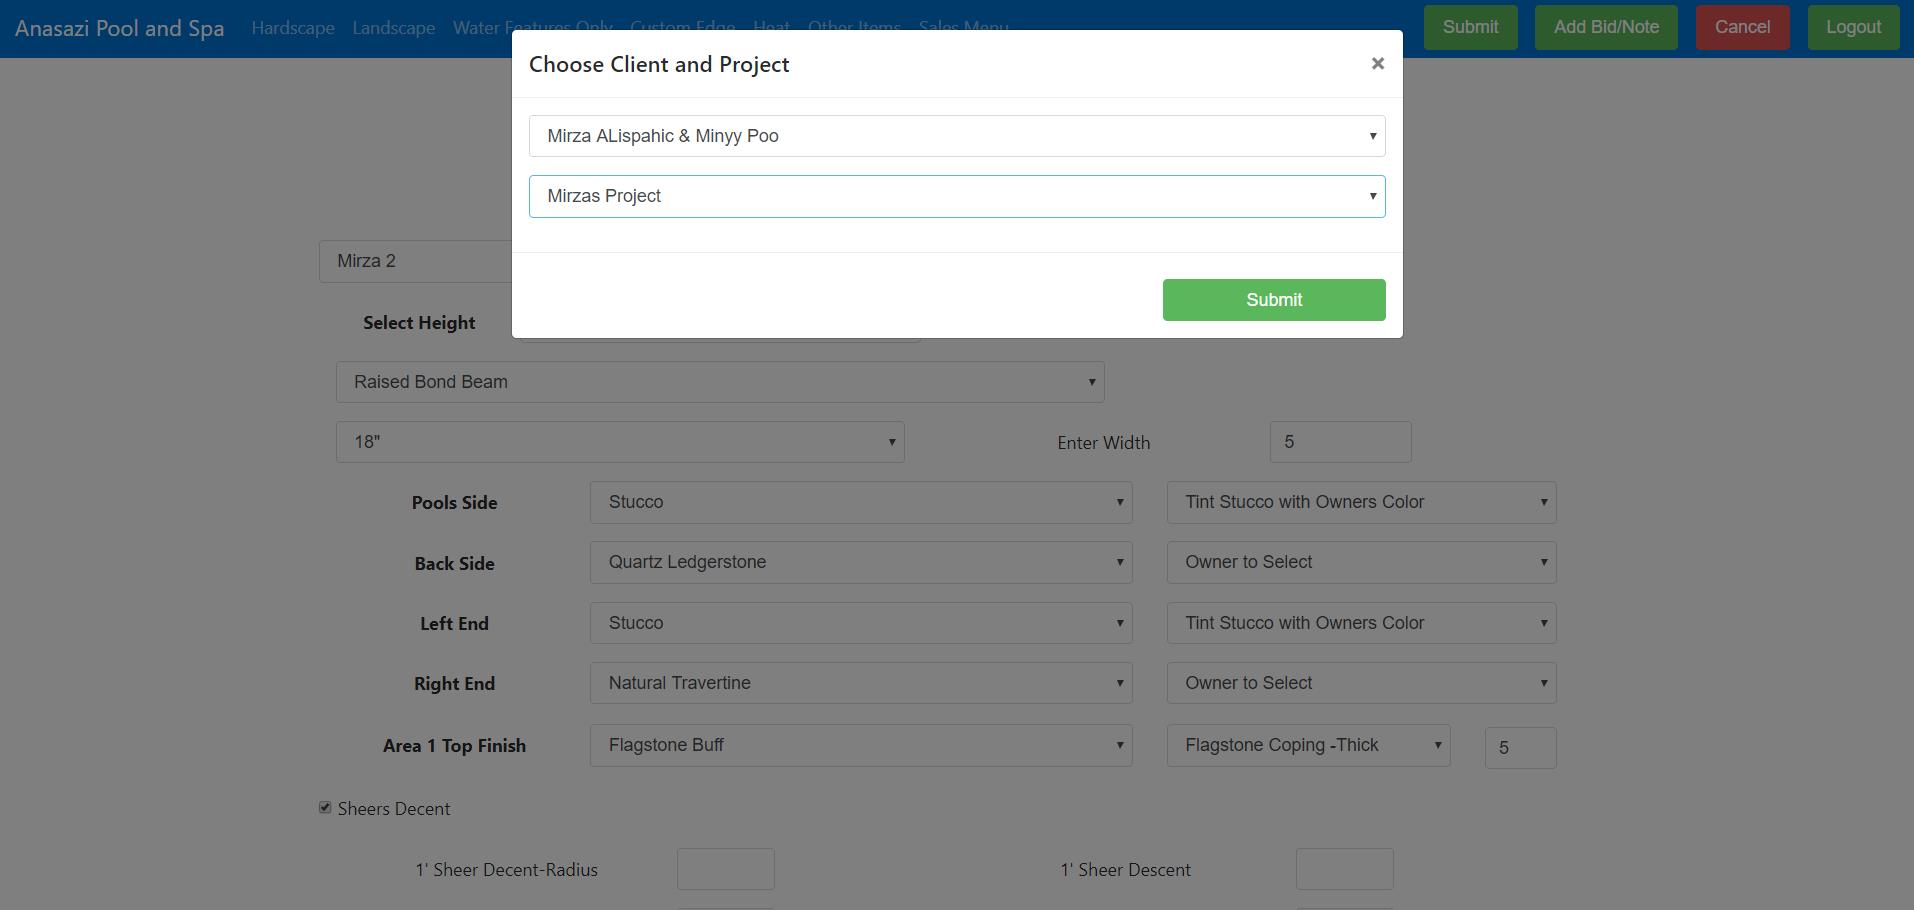 Anasazi Pool and Spa Hardscape Landscape Water Features Only Custom Edge Heat Other Items Sales Menu Submit Add Bid/Note Cancel Logout
Choose Client and Project ×
Mirza ALispahic & Minyy Poo
Mirzas Project
Submit
Mirza 2
Select Height
Raised Bond Beam
18" Enter Width 5
Pools Side Stucco Tint Stucco with Owners Color
Back Side Quartz Ledgerstone Owner to Select
Left End Stucco Tint Stucco with Owners Color
Right End Natural Travertine Owner to Select
Area 1 Top Finish Flagstone Buff Flagstone Coping -Thick 5
Sheers Decent
1' Sheer Decent-Radius 1' Sheer Descent